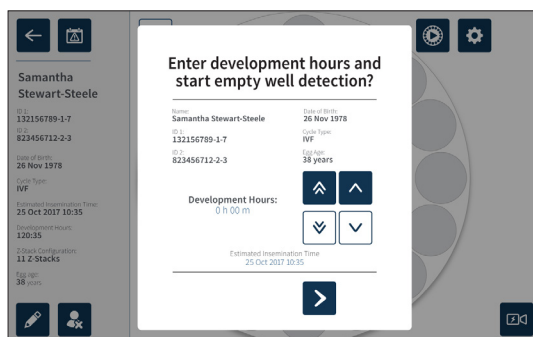 Samantha
Stewart-Steele
ID 1:
132156789-1-7
ID 2:
823456712-2-3
Date of Birth:
26 Nov 1978
Cycle Type:
IVF
Estimated Insemination Time:
25 Oct 2017 10:35
Development Hours:
120:35
Z-Stack Configuration:
11 Z-Stacks
Egg age:
38 years
Enter development hours and
start empty well detection?
Name:
Samantha Stewart-Steele
Date of Birth:
26 Nov 1978
ID 1:
132156789-1-7
Cycle Type:
IVF
ID 2:
823456712-2-3
Egg Age:
38 years
Development Hours:
0 h 00 m
Estimated Insemination Time
25 Oct 2017 10:35